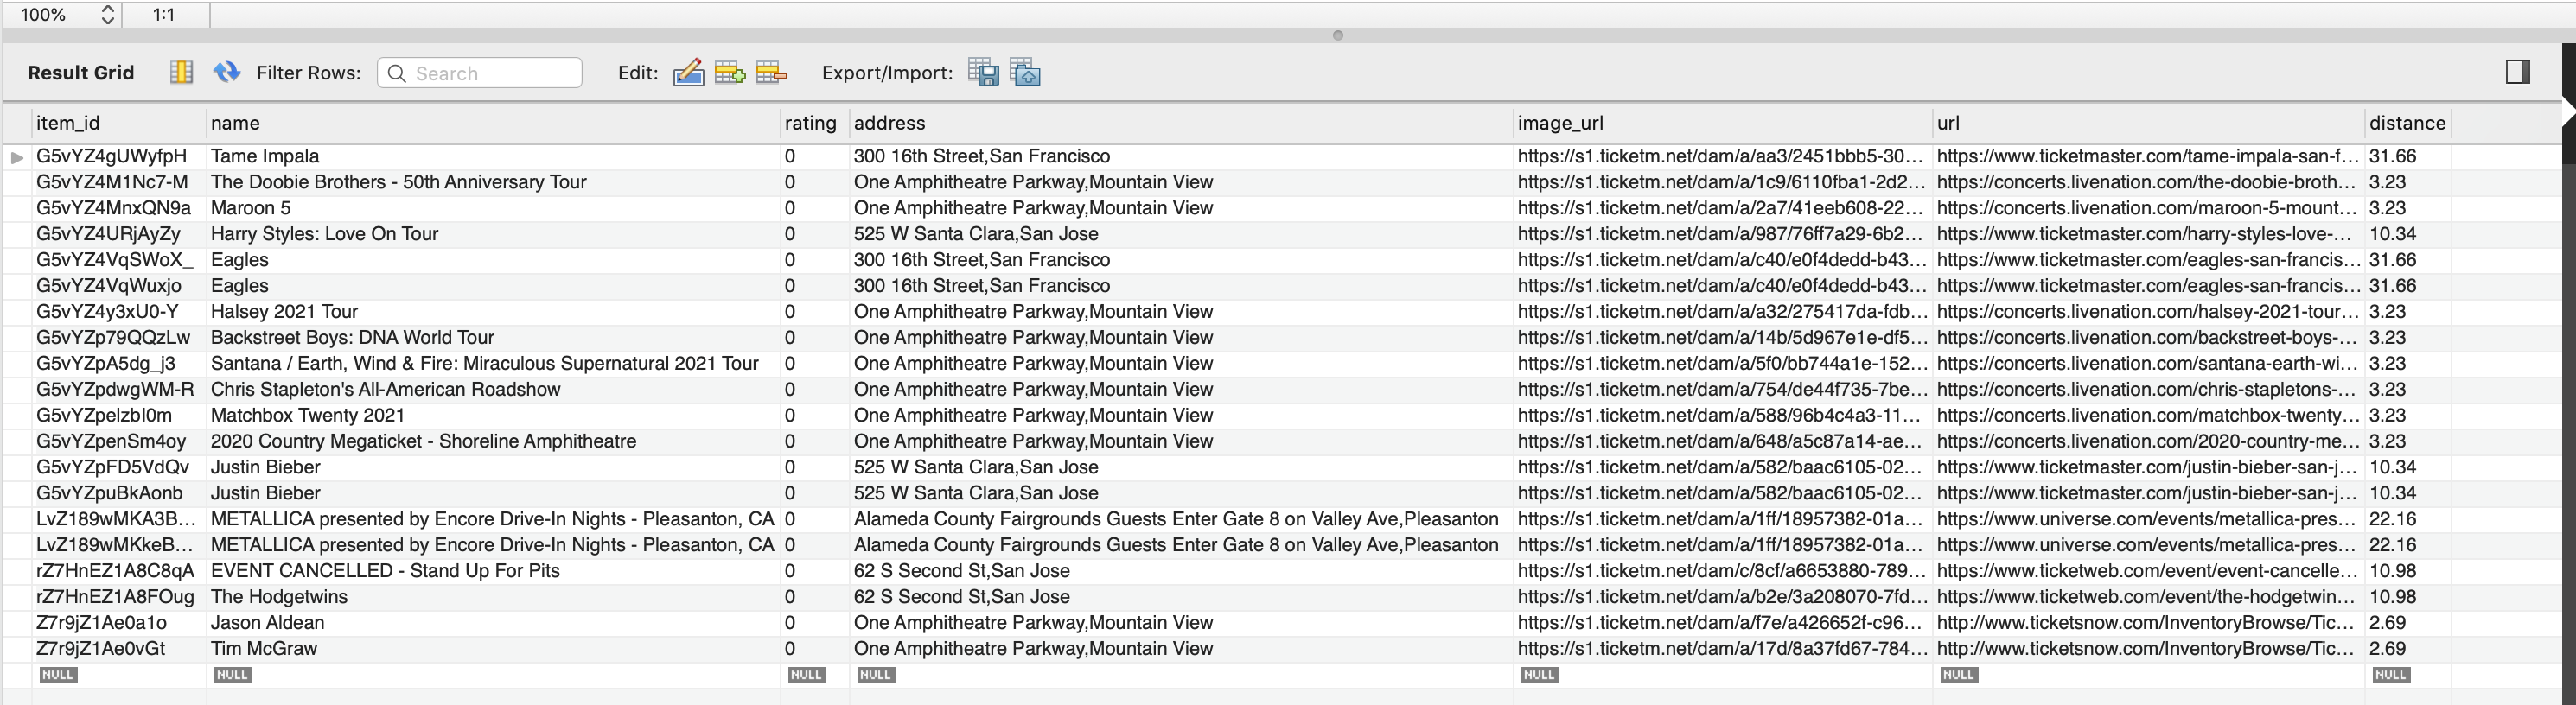 100% 1:1
Result Grid Filter Rows: Search Edit: Export/Import:
item_id name rating address image_url url distance
G5vYZ4gUWyfpH Tame Impala 0 300 16th Street,San Francisco https://s1.ticketm.net/dam/a/aa3/2451bbb5-30... https://www.ticketmaster.com/tame-impala-san-f... 31.66
G5vYZ4M1Nc7-M The Doobie Brothers - 50th Anniversary Tour 0 One Amphitheatre Parkway,Mountain View https://s1.ticketm.net/dam/a/1c9/6110fba1-2d2... https://concerts.livenation.com/the-doobie-broth... 3.23
G5vYZ4MnxQN9a Maroon 5 0 One Amphitheatre Parkway,Mountain View https://s1.ticketm.net/dam/a/2a7/41eeb608-22... https://concerts.livenation.com/maroon-5-mount... 3.23
G5vYZ4URjAyZy Harry Styles: Love On Tour 0 525 W Santa Clara,San Jose https://s1.ticketm.net/dam/a/987/76ff7a29-6b2... https://www.ticketmaster.com/harry-styles-love-... 10.34
G5vYZ4VqSWoX_ Eagles 0 300 16th Street,San Francisco https://s1.ticketm.net/dam/a/c40/e0f4dedd-b43... https://www.ticketmaster.com/eagles-san-francis... 31.66
G5vYZ4VqWuxjo Eagles 0 300 16th Street,San Francisco https://s1.ticketm.net/dam/a/c40/e0f4dedd-b43... https://www.ticketmaster.com/eagles-san-francis... 31.66
G5vYZ4y3xU0-Y Halsey 2021 Tour 0 One Amphitheatre Parkway,Mountain View https://s1.ticketm.net/dam/a/a32/275417da-fdb... https://concerts.livenation.com/halsey-2021-tour... 3.23
G5vYZp79QQzLw Backstreet Boys: DNA World Tour 0 One Amphitheatre Parkway,Mountain View https://s1.ticketm.net/dam/a/14b/5d967e1e-df5... https://concerts.livenation.com/backstreet-boys-... 3.23
G5vYZpA5dg_j3 Santana / Earth, Wind & Fire: Miraculous Supernatural 2021 Tour 0 One Amphitheatre Parkway,Mountain View https://s1.ticketm.net/dam/a/5f0/bb744a1e-152... https://concerts.livenation.com/santana-earth-wi... 3.23
G5vYZpdwgWM-R Chris Stapleton's All-American Roadshow 0 One Amphitheatre Parkway,Mountain View https://s1.ticketm.net/dam/a/754/de44f735-7be... https://concerts.livenation.com/chris-stapletons-... 3.23
G5vYZpelzbI0m Matchbox Twenty 2021 0 One Amphitheatre Parkway,Mountain View https://s1.ticketm.net/dam/a/588/96b4c4a3-11... https://concerts.livenation.com/matchbox-twenty... 3.23
G5vYZpenSm4oy 2020 Country Megaticket - Shoreline Amphitheatre 0 One Amphitheatre Parkway,Mountain View https://s1.ticketm.net/dam/a/648/a5c87a14-ae... https://concerts.livenation.com/2020-country-me... 3.23
G5vYZpFD5VdQv Justin Bieber 0 525 W Santa Clara,San Jose https://s1.ticketm.net/dam/a/582/baac6105-02... https://www.ticketmaster.com/justin-bieber-san-j... 10.34
G5vYZpuBkAonb Justin Bieber 0 525 W Santa Clara,San Jose https://s1.ticketm.net/dam/a/582/baac6105-02... https://www.ticketmaster.com/justin-bieber-san-j... 10.34
LvZ189wMKA3B... METALLICA presented by Encore Drive-In Nights - Pleasanton, CA 0 Alameda County Fairgrounds Guests Enter Gate 8 on Valley Ave,Pleasanton https://s1.ticketm.net/dam/a/1ff/18957382-01a... https://www.universe.com/events/metallica-pres... 22.16
LvZ189wMKkeB... METALLICA presented by Encore Drive-In Nights - Pleasanton, CA 0 Alameda County Fairgrounds Guests Enter Gate 8 on Valley Ave,Pleasanton https://s1.ticketm.net/dam/a/1ff/18957382-01a... https://www.universe.com/events/metallica-pres... 22.16
rZ7HnEZ1A8C8qA EVENT CANCELLED - Stand Up For Pits 0 62 S Second St,San Jose https://s1.ticketm.net/dam/c/8cf/a6653880-789... https://www.ticketweb.com/event/event-cancelle... 10.98
rZ7HnEZ1A8FOug The Hodgetwins 0 62 S Second St,San Jose https://s1.ticketm.net/dam/a/b2e/3a208070-7fd... https://www.ticketweb.com/event/the-hodgetwin... 10.98
Z7r9jZ1Ae0a1o Jason Aldean 0 One Amphitheatre Parkway,Mountain View https://s1.ticketm.net/dam/a/f7e/a426652f-c96... http://www.ticketsnow.com/InventoryBrowse/Tic... 2.69
Z7r9jZ1Ae0vGt Tim McGraw 0 One Amphitheatre Parkway,Mountain View https://s1.ticketm.net/dam/a/17d/8a37fd67-784... http://www.ticketsnow.com/InventoryBrowse/Tic... 2.69
NULL NULL NULL NULL NULL NULL NULL